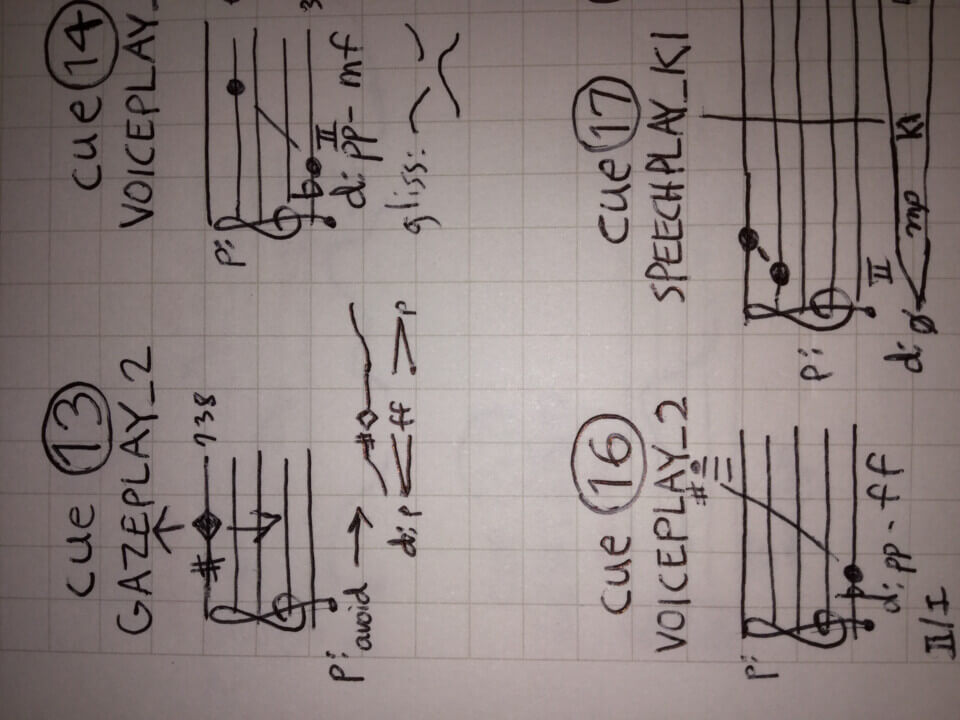 cue 13
GAZEPLAY_2
738
p: avoid
d: p ff p
cue 14
VOICEPLAY_
p:
II
d: pp - mf
gliss:
cue 16
VOICEPLAY_2
p:
d: pp - ff
II/I
cue 17
SPEECHPLAY_KI
p:
II
d: ø mp KI